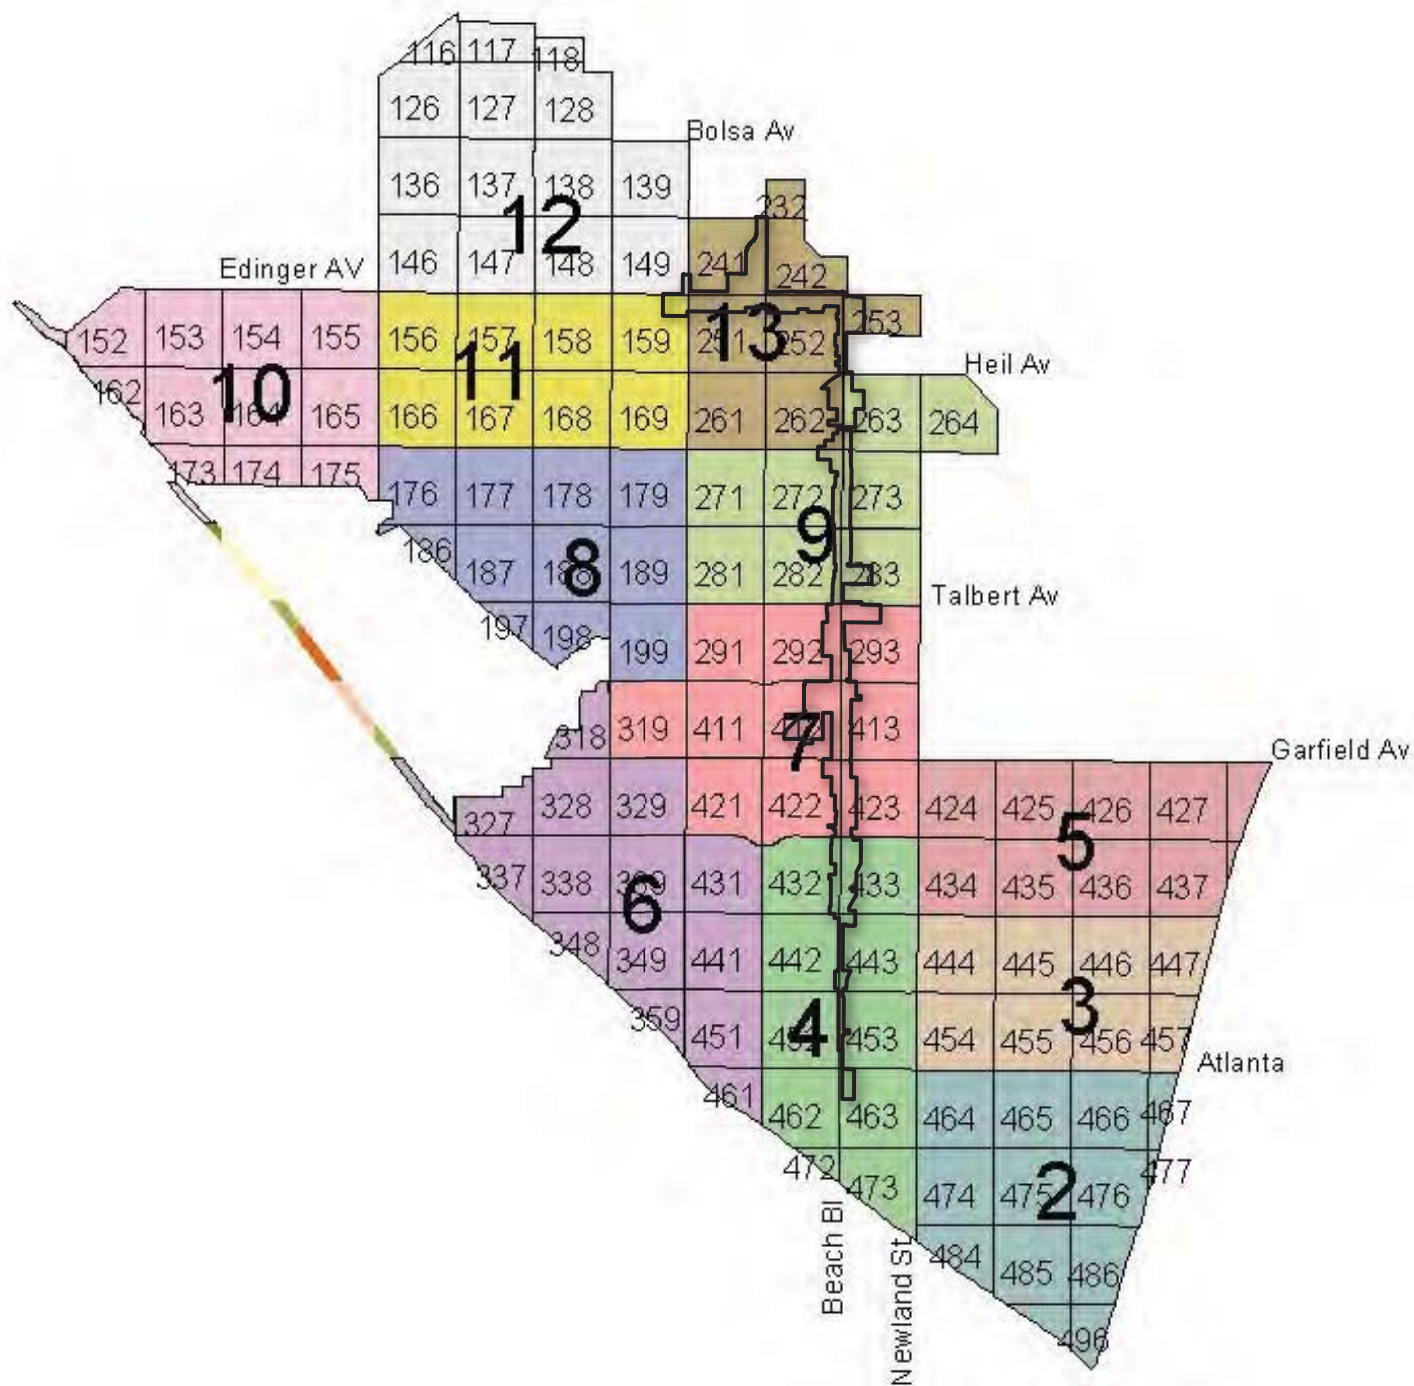 116 117 118
126 127 128
Bolsa Av
136 137 138 139
232
12
146 147 148 149 241 242
Edinger AV
152 153 154 155 156 157 158 159 251 252 253
13
Heil Av
10 11
162 163 164 165 166 167 168 169 261 262 263 264
173 174 175 176 177 178 179 271 272 273
9
8
186 187 188 189 281 282 283
Talbert Av
197 198 199 291 292 293
318 319 411 412 413
7
Garfield Av
327 328 329 421 422 423 424 425 426 427
5
337 338 339 431 432 433 434 435 436 437
6
348 349 441 442 443 444 445 446 447
3
4
359 451 452 453 454 455 456 457
Atlanta
461 462 463 464 465 466 467
472 473 474 475 476 477
2
Beach Bl
Newland St
484 485 486
496